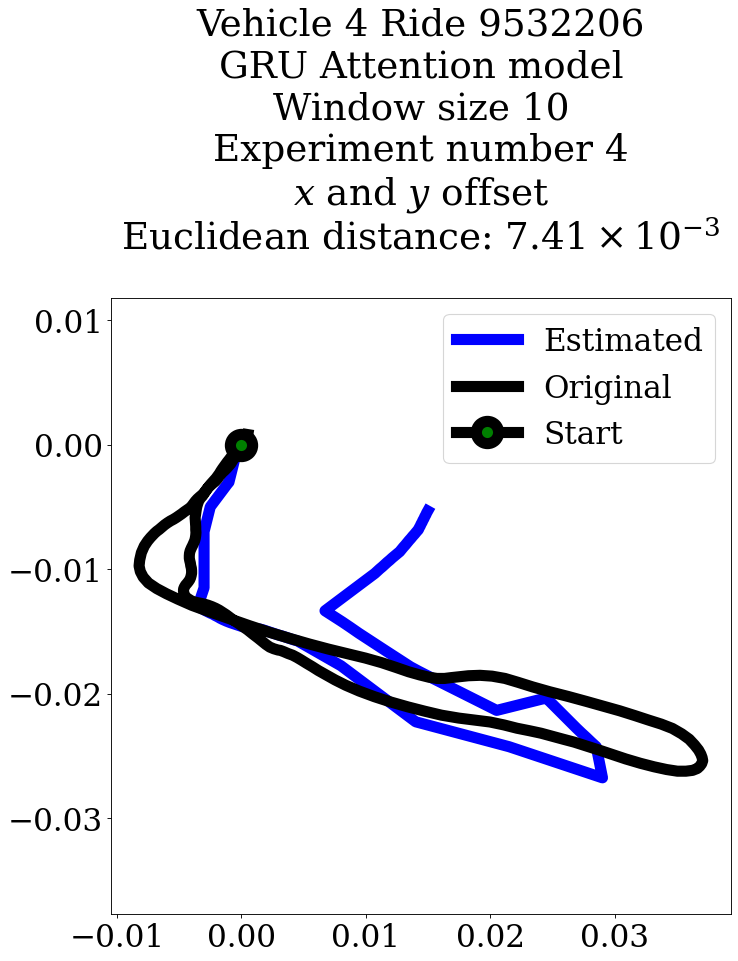 Vehicle 4 Ride 9532206
GRU Attention model
Window size 10
Experiment number 4
x and y offset
Euclidean distance: 7.41 × 10⁻³
Estimated
Original
Start
0.01
0.00
−0.01
−0.02
−0.03
−0.01 0.00 0.01 0.02 0.03